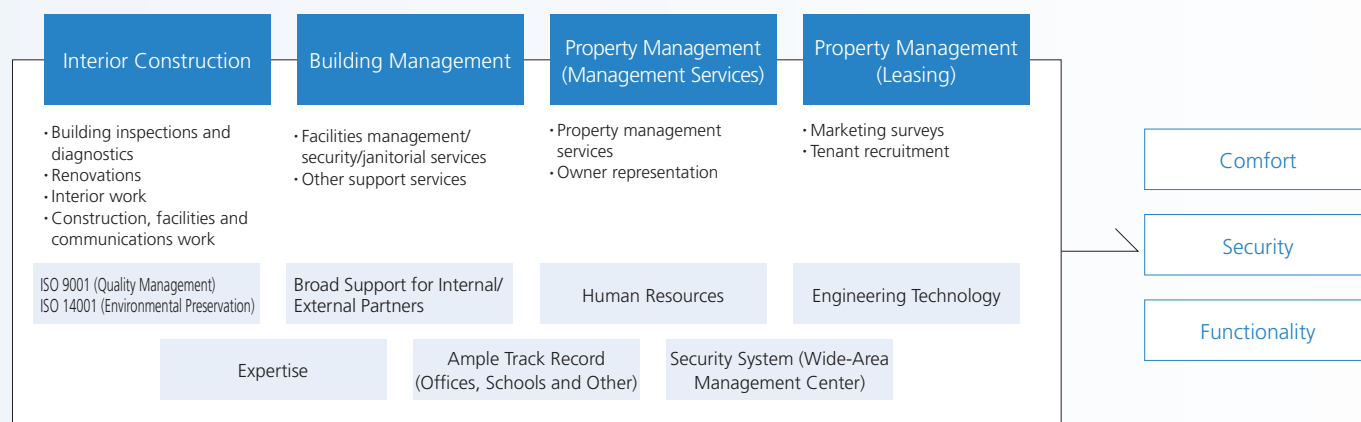 Interior Construction
・Building inspections and
diagnostics
・Renovations
・Interior work
・Construction, facilities and
communications work
Building Management
・Facilities management/
security/janitorial services
・Other support services
Property Management
(Management Services)
・Property management
services
・Owner representation
Property Management
(Leasing)
・Marketing surveys
・Tenant recruitment
ISO 9001 (Quality Management)
ISO 14001 (Environmental Preservation)
Broad Support for Internal/
External Partners
Human Resources
Engineering Technology
Expertise
Ample Track Record
(Offices, Schools and Other)
Security System (Wide-Area
Management Center)
Comfort
Security
Functionality